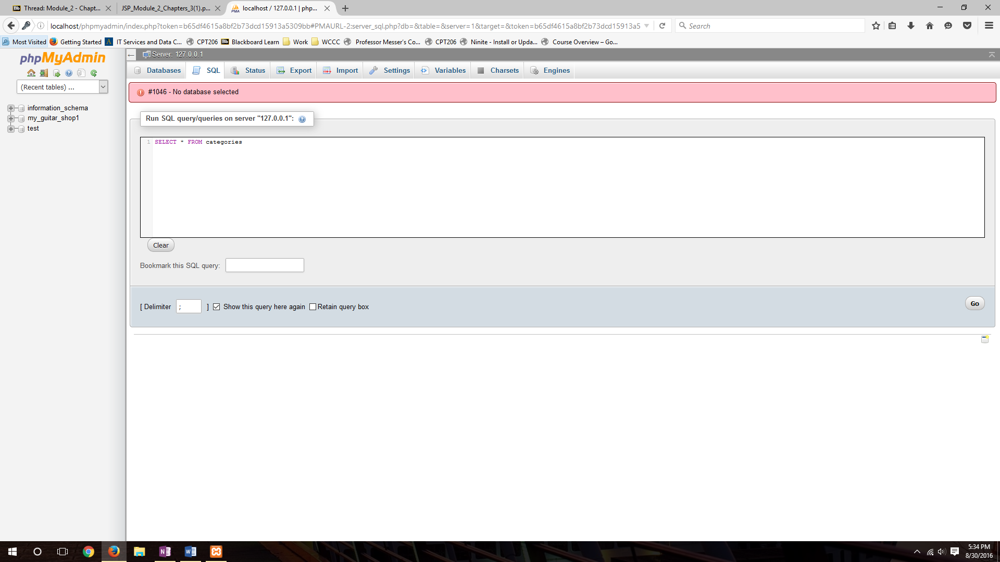 Thread: Module_2 - Chapt...
JSP_Module_2_Chapters_3(1).p...
localhost / 127.0.0.1 | php...
localhost/phpmyadmin/index.php?token=b65df4615a8bf2b73dcd15913a5309bb#PMAURL-2:server_sql.php?db=&table=&server=1&target=&token=b65df4615a8bf2b73dcd15913a5
Search
Most Visited
Getting Started
IT Services and Data C...
CPT206
Bb
Blackboard Learn
Work
WCCC
Professor Messer's Co...
CPT206
Ninite - Install or Upda...
Course Overview – Go...
phpMyAdmin
Server: 127.0.0.1
Databases
SQL
Status
Export
Import
Settings
Variables
Charsets
Engines
(Recent tables) ...
#1046 - No database selected
information_schema
my_guitar_shop1
test
Run SQL query/queries on server "127.0.0.1":
1 SELECT * FROM categories
Clear
Bookmark this SQL query:
[ Delimiter ; ] Show this query here again Retain query box
Go
5:34 PM
8/30/2016